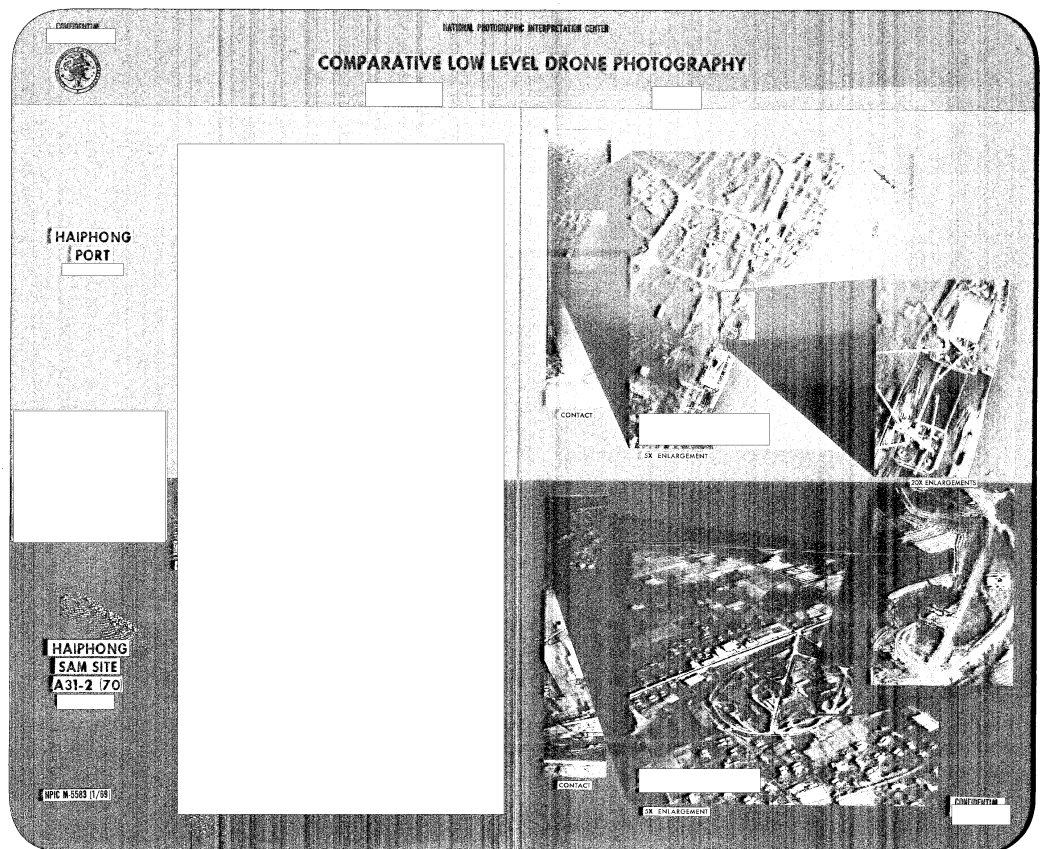 CONFIDENTIAL
NATIONAL PHOTOGRAPHIC INTERPRETATION CENTER
COMPARATIVE LOW LEVEL DRONE PHOTOGRAPHY
HAIPHONG
PORT
CONTACT
5X ENLARGEMENT
20X ENLARGEMENTS
HAIPHONG
SAM SITE
A31-2 (70
CONTACT
5X ENLARGEMENT
NPIC M-5583 (1/69)
CONFIDENTIAL